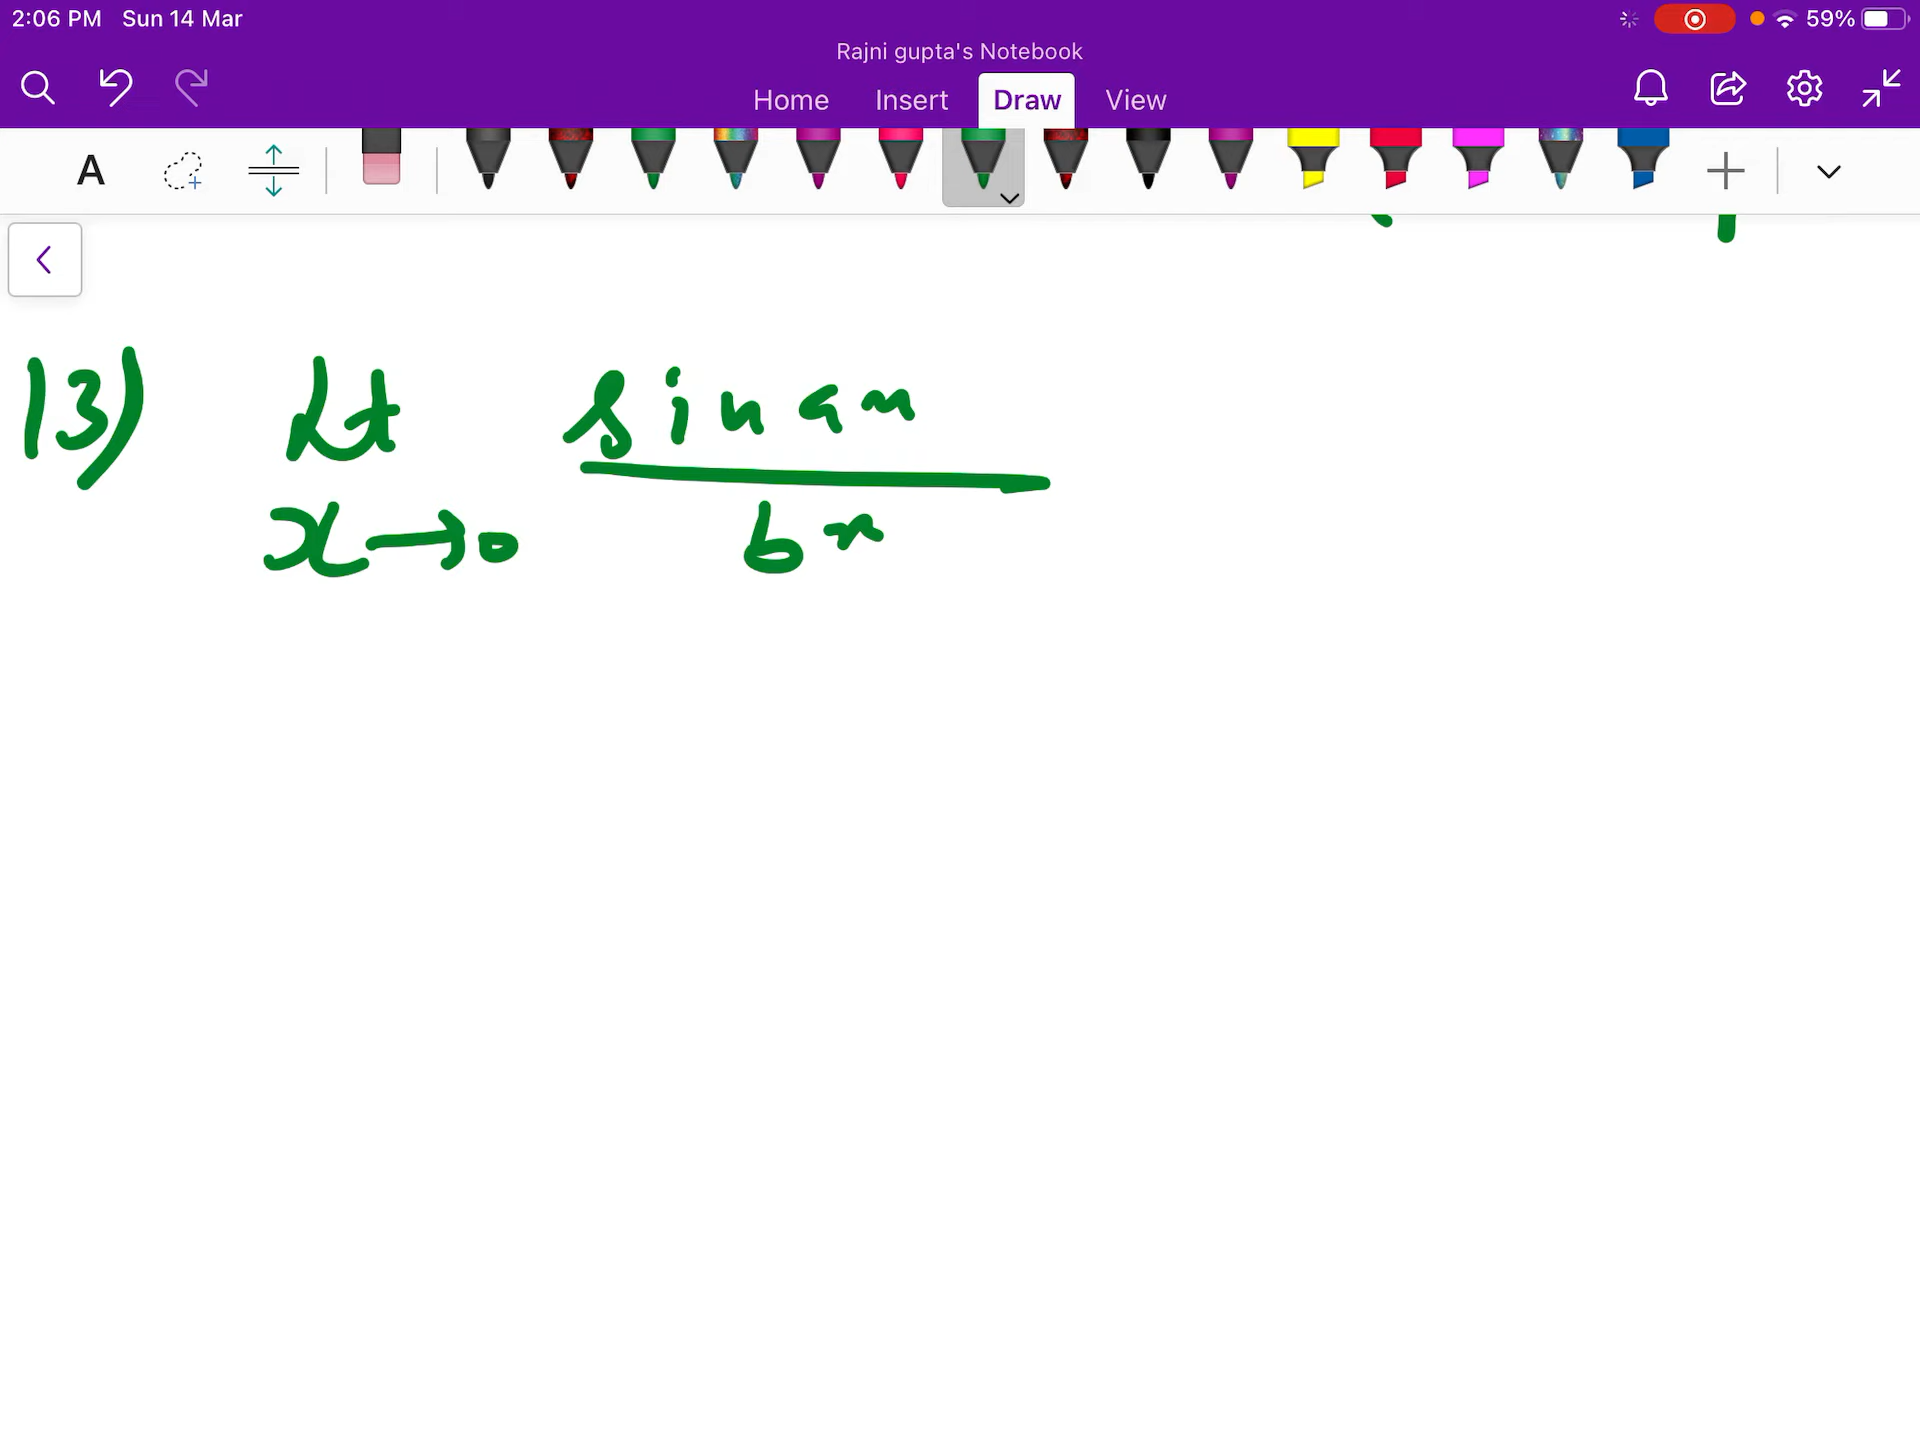 2:06 PM Sun 14 Mar 59%
Rajni gupta's Notebook
Home Insert Draw View
A
13) Lt sin ax
x→0 bx